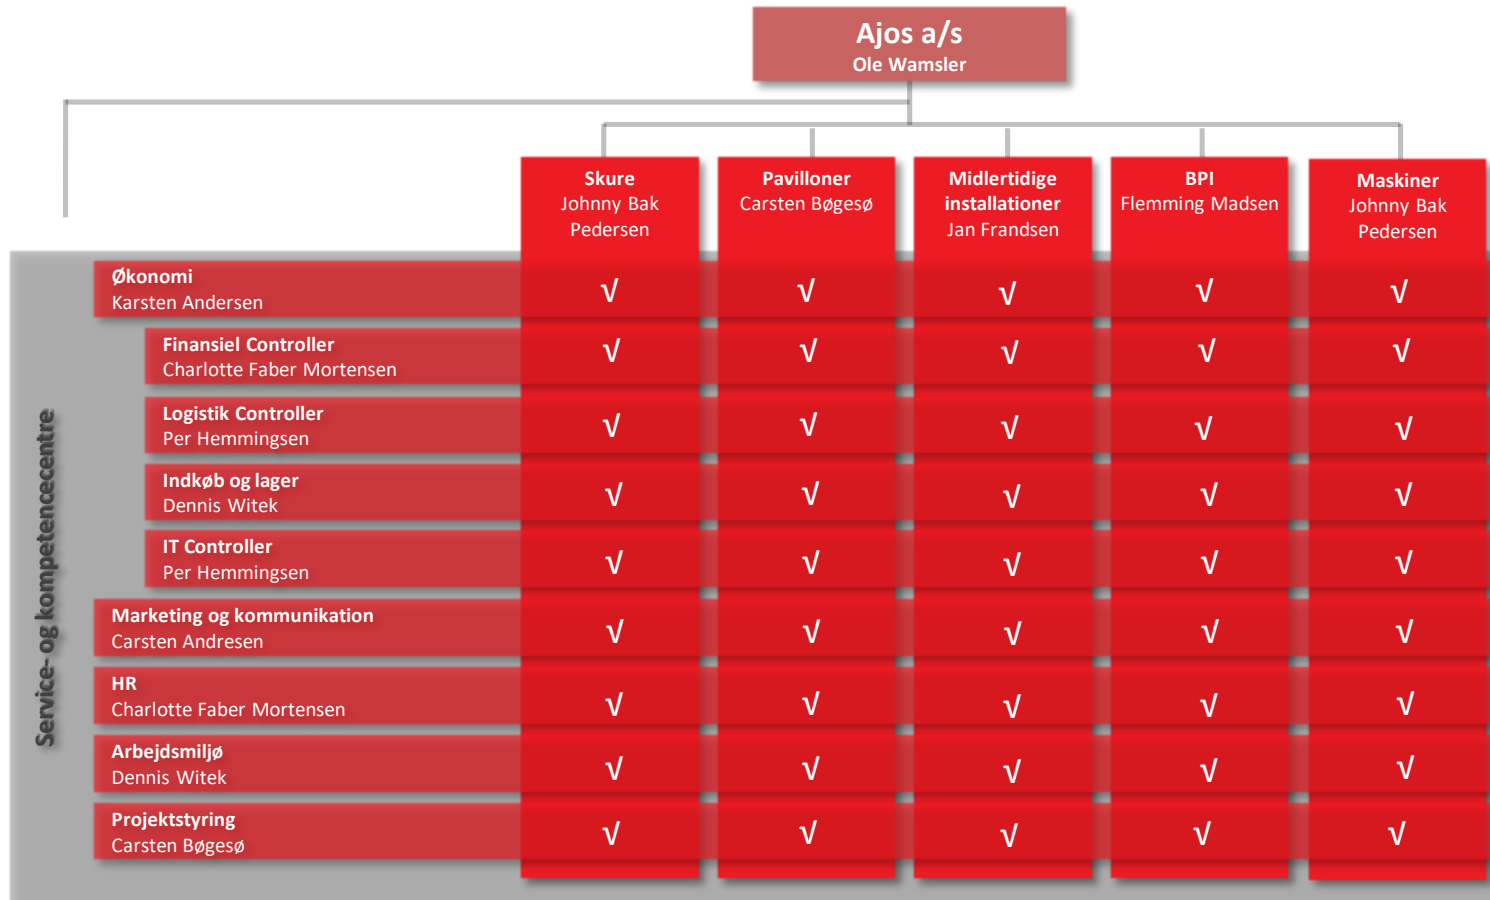 Ajos a/s
Ole Wamsler
Skure
Johnny Bak
Pedersen
Pavilloner
Carsten Bøgesø
Midlertidige
installationer
Jan Frandsen
BPI
Flemming Madsen
Maskiner
Johnny Bak
Pedersen
Service- og kompetencecentre
Økonomi
Karsten Andersen
√ √ √ √ √
Finansiel Controller
Charlotte Faber Mortensen
√ √ √ √ √
Logistik Controller
Per Hemmingsen
√ √ √ √ √
Indkøb og lager
Dennis Witek
√ √ √ √ √
IT Controller
Per Hemmingsen
√ √ √ √ √
Marketing og kommunikation
Carsten Andresen
√ √ √ √ √
HR
Charlotte Faber Mortensen
√ √ √ √ √
Arbejdsmiljø
Dennis Witek
√ √ √ √ √
Projektstyring
Carsten Bøgesø
√ √ √ √ √